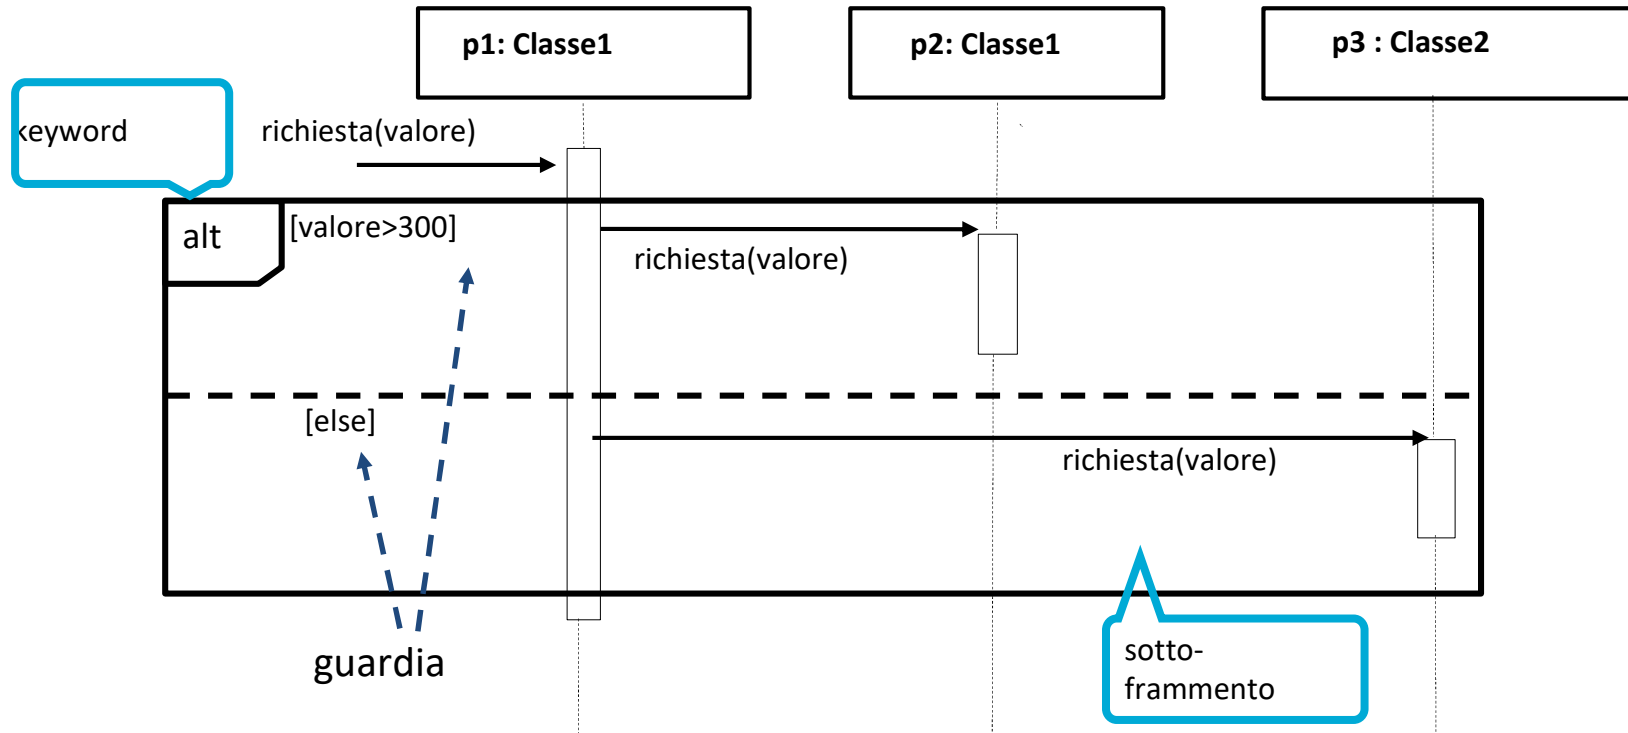 p1: Classe1
p2: Classe1
p3 : Classe2
keyword
richiesta(valore)
alt
[valore>300]
richiesta(valore)
[else]
richiesta(valore)
guardia
sotto-
frammento